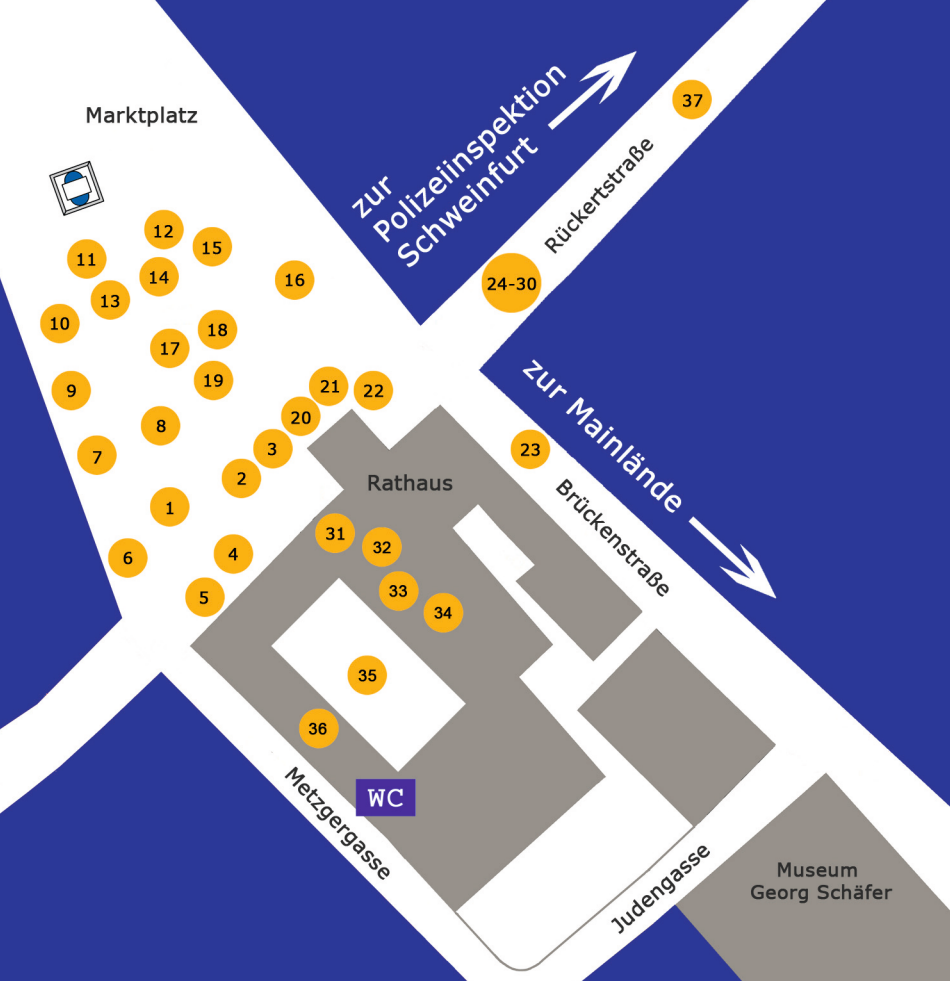 Marktplatz
zur
Polizeiinspektion
Schweinfurt
Rückertstraße
37
24-30
12
15
11
14
16
13
10
18
17
19
9
21
22
20
8
7
3
2
1
6
4
5
zur Mainlände
23
Brückenstraße
Rathaus
31
32
33
34
35
36
WC
Metzgergasse
Judengasse
Museum
Georg Schäfer